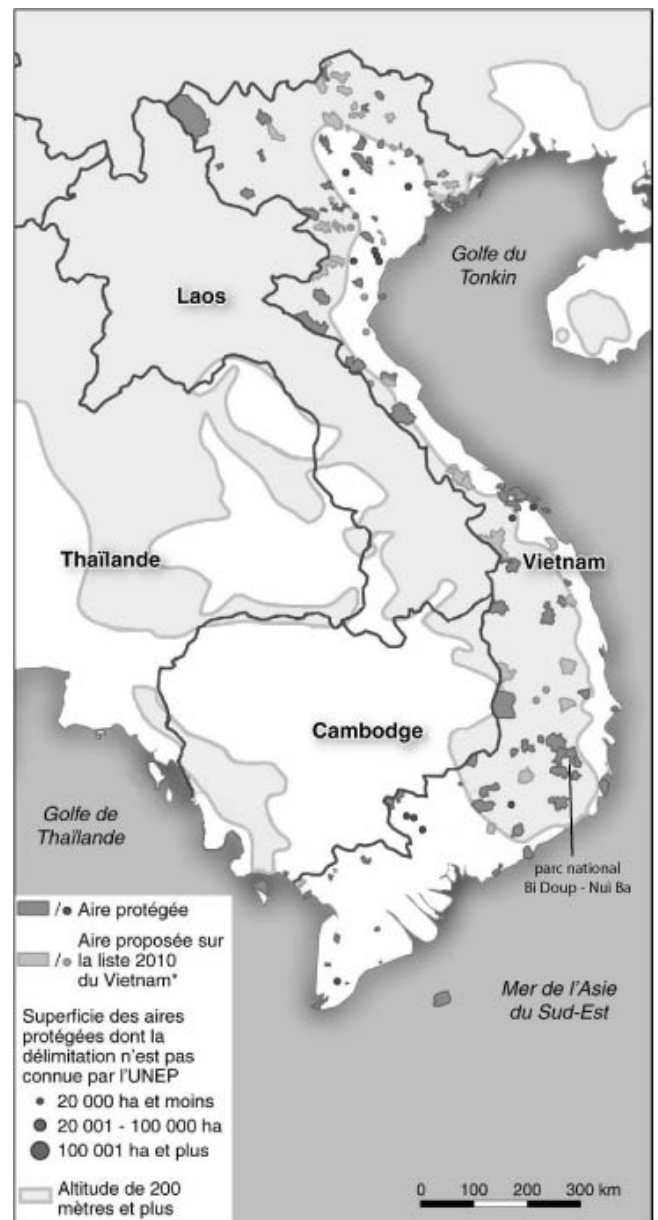 Golfe du
Tonkin
Laos
Thaïlande
Vietnam
Cambodge
Golfe de
Thaïlande
parc national
Bi Doup - Nui Ba
Mer de l'Asie
du Sud-Est
/ Aire protégée
Aire proposée sur
/ la liste 2010
du Vietnam*
Superficie des aires
protégées dont la
délimitation n'est pas
connue par l'UNEP
20 000 ha et moins
20 001 - 100 000 ha
100 001 ha et plus
Altitude de 200
mètres et plus
0 100 200 300 km